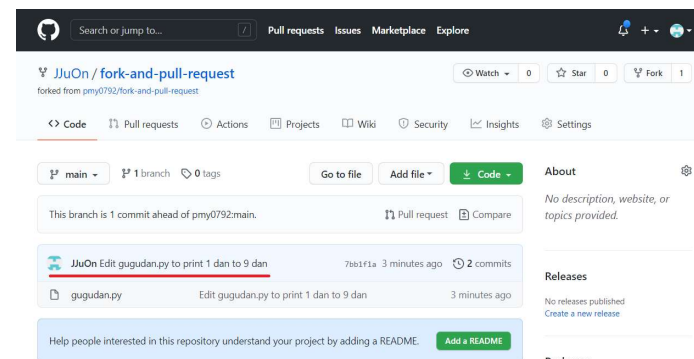 Search or jump to... /
Pull requests Issues Marketplace Explore
JJuOn / fork-and-pull-request
forked from pmy0792/fork-and-pull-request
Watch 0 Star 0 Fork 1
Code Pull requests Actions Projects Wiki Security Insights Settings
main 1 branch 0 tags Go to file Add file Code
This branch is 1 commit ahead of pmy0792:main. Pull request Compare
JJuOn Edit gugudan.py to print 1 dan to 9 dan 7bb1f1a 3 minutes ago 2 commits
gugudan.py Edit gugudan.py to print 1 dan to 9 dan 3 minutes ago
Help people interested in this repository understand your project by adding a README. Add a README
About
No description, website, or
topics provided.
Releases
No releases published
Create a new release